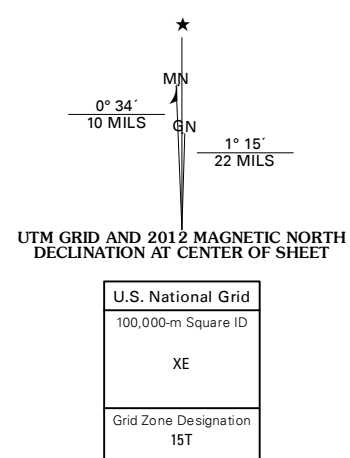 ★
MN
0° 34´
10 MILS
GN
1° 15´
22 MILS
UTM GRID AND 2012 MAGNETIC NORTH
DECLINATION AT CENTER OF SHEET
U.S. National Grid
100,000-m Square ID
XE
Grid Zone Designation
15T